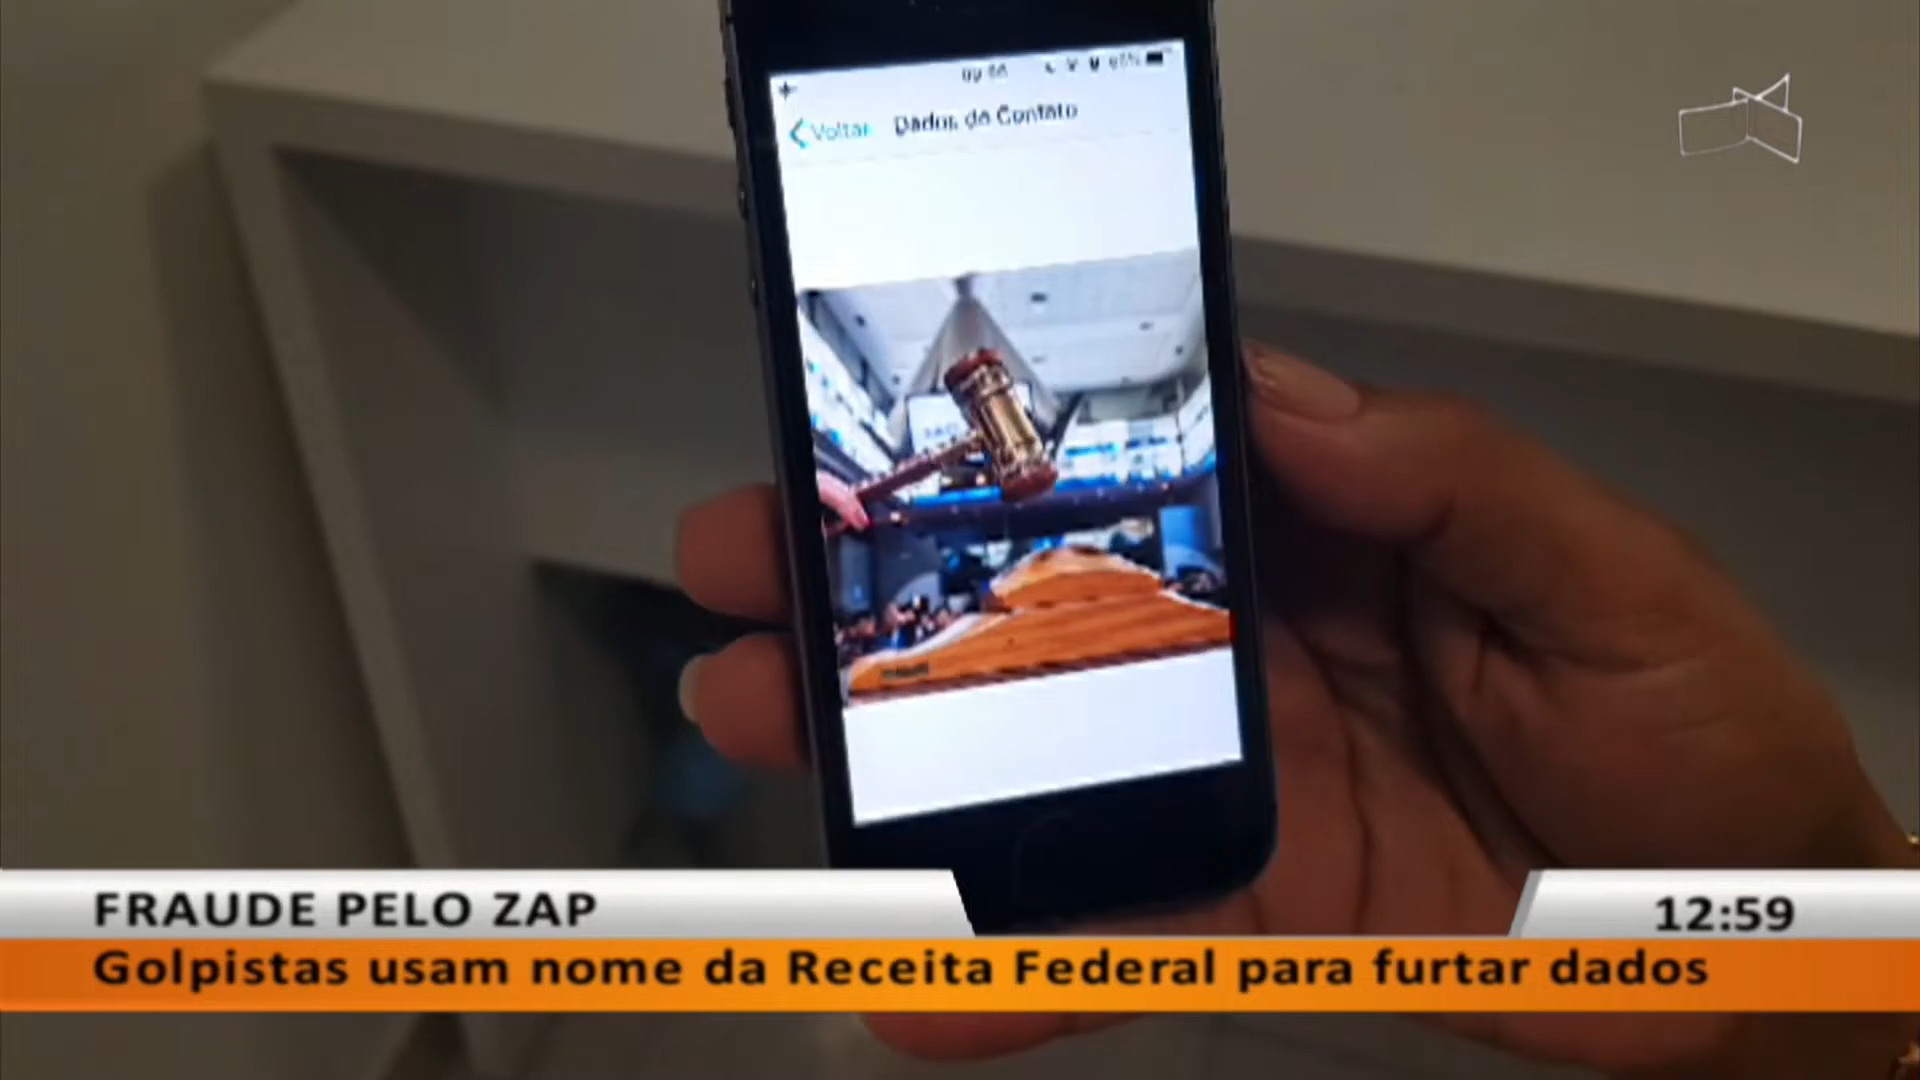 Voltar Dados do Contato
FRAUDE PELO ZAP
12:59
Golpistas usam nome da Receita Federal para furtar dados